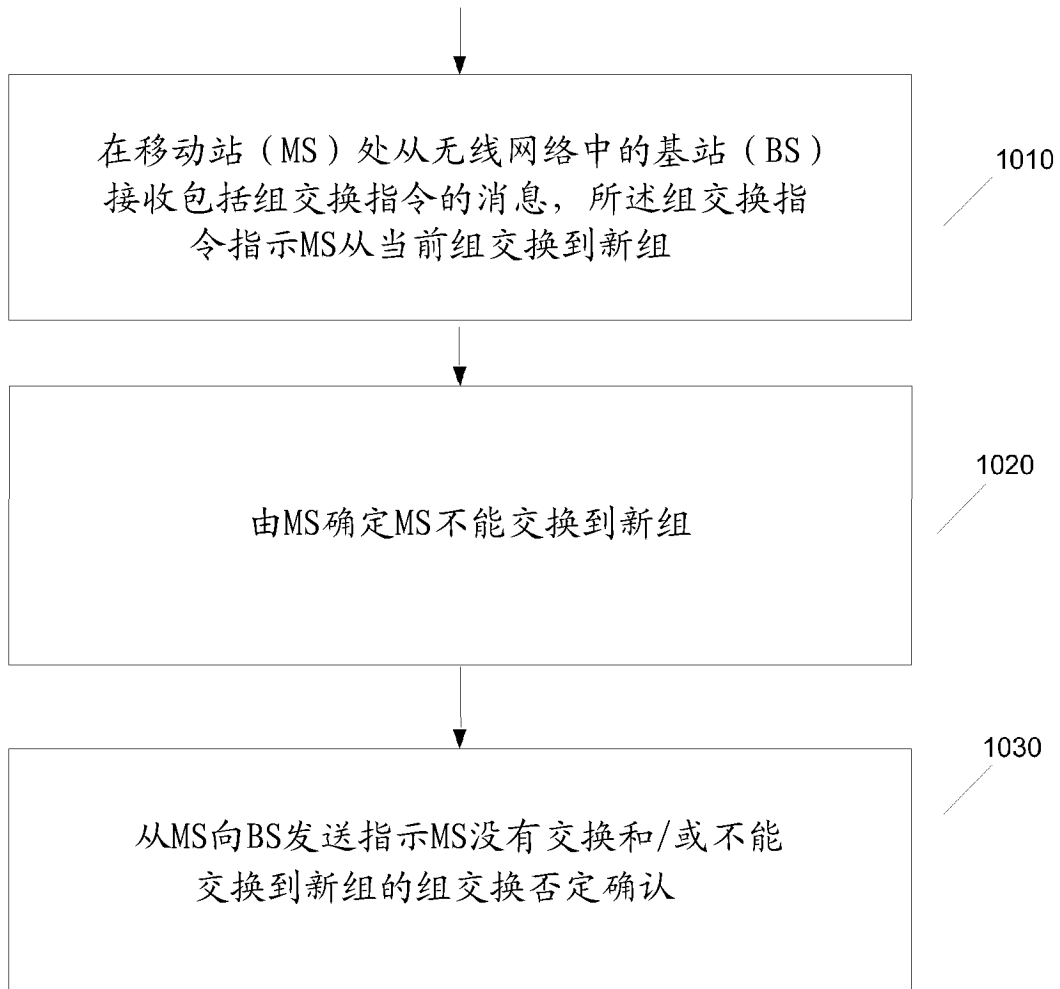 在移动站（MS）处从无线网络中的基站（BS）
接收包括组交换指令的消息，所述组交换指
令指示MS从当前组交换到新组
1010
由MS确定MS不能交换到新组
1020
从MS向BS发送指示MS没有交换和/或不能
交换到新组的组交换否定确认
1030